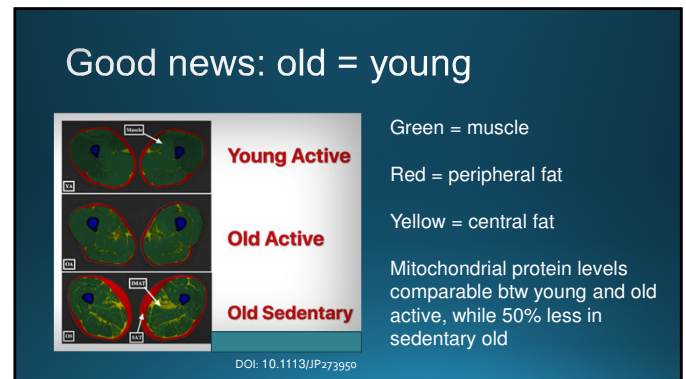 Good news: old = young
Muscle
YA
Young Active
OA
Old Active
IMAT
SAT
OS
Old Sedentary
DOI: 10.1113/JP273950
Green = muscle
Red = peripheral fat
Yellow = central fat
Mitochondrial protein levels
comparable btw young and old
active, while 50% less in
sedentary old